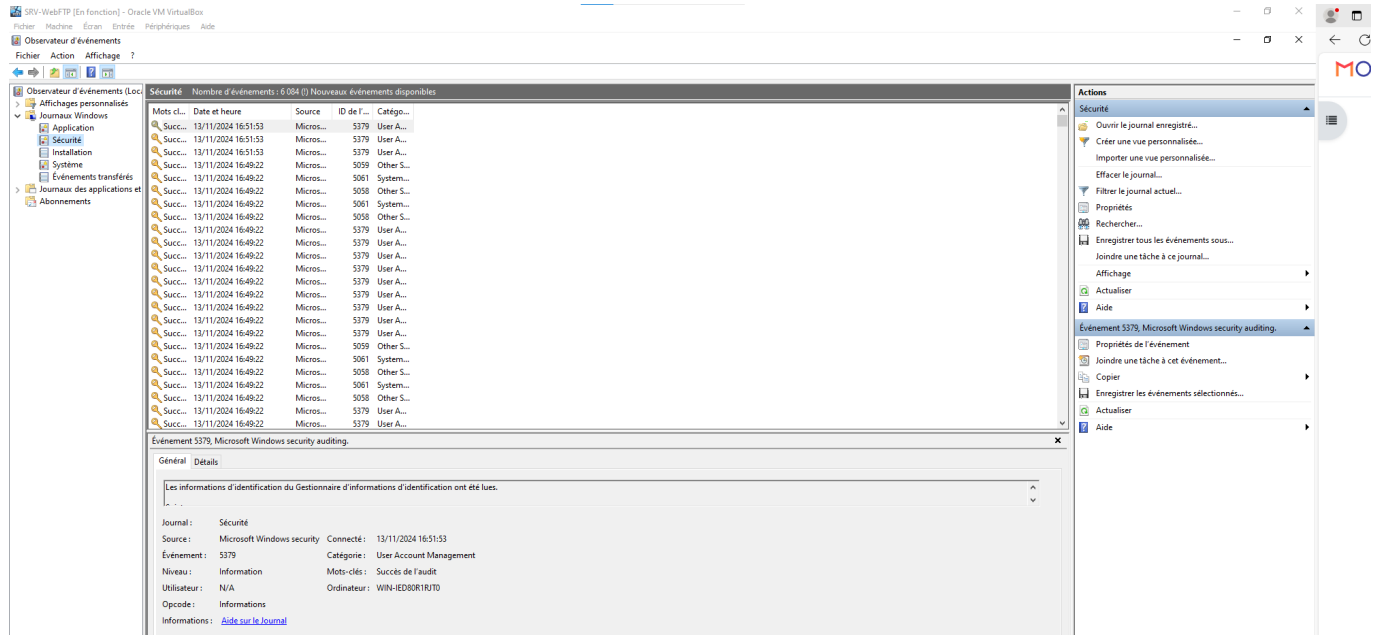 SRV-WebFTP [En fonction] - Oracle VM VirtualBox
Fichier Machine Écran Entrée Périphériques Aide
Observateur d'événements
Fichier Action Affichage ?
Observateur d'événements (Loca
Affichages personnalisés
Journaux Windows
Application
Sécurité
Installation
Système
Événements transférés
Journaux des applications et
Abonnements
Sécurité Nombre d'événements : 6 084 (!) Nouveaux événements disponibles
Mots cl... Date et heure Source ID de l'... Catégo...
Succ... 13/11/2024 16:51:53 Micros... 5379 User A...
Succ... 13/11/2024 16:51:53 Micros... 5379 User A...
Succ... 13/11/2024 16:51:53 Micros... 5379 User A...
Succ... 13/11/2024 16:49:22 Micros... 5059 Other S...
Succ... 13/11/2024 16:49:22 Micros... 5061 System...
Succ... 13/11/2024 16:49:22 Micros... 5058 Other S...
Succ... 13/11/2024 16:49:22 Micros... 5061 System...
Succ... 13/11/2024 16:49:22 Micros... 5058 Other S...
Succ... 13/11/2024 16:49:22 Micros... 5379 User A...
Succ... 13/11/2024 16:49:22 Micros... 5379 User A...
Succ... 13/11/2024 16:49:22 Micros... 5379 User A...
Succ... 13/11/2024 16:49:22 Micros... 5379 User A...
Succ... 13/11/2024 16:49:22 Micros... 5379 User A...
Succ... 13/11/2024 16:49:22 Micros... 5379 User A...
Succ... 13/11/2024 16:49:22 Micros... 5379 User A...
Succ... 13/11/2024 16:49:22 Micros... 5379 User A...
Succ... 13/11/2024 16:49:22 Micros... 5379 User A...
Succ... 13/11/2024 16:49:22 Micros... 5059 Other S...
Succ... 13/11/2024 16:49:22 Micros... 5061 System...
Succ... 13/11/2024 16:49:22 Micros... 5058 Other S...
Succ... 13/11/2024 16:49:22 Micros... 5061 System...
Succ... 13/11/2024 16:49:22 Micros... 5058 Other S...
Succ... 13/11/2024 16:49:22 Micros... 5379 User A...
Succ... 13/11/2024 16:49:22 Micros... 5379 User A...
Événement 5379, Microsoft Windows security auditing.
Général Détails
Les informations d'identification du Gestionnaire d'informations d'identification ont été lues.
Journal : Sécurité
Source : Microsoft Windows security Connecté : 13/11/2024 16:51:53
Événement : 5379 Catégorie : User Account Management
Niveau : Information Mots-clés : Succès de l'audit
Utilisateur : N/A Ordinateur : WIN-IED80R1RJT0
Opcode : Informations
Informations : Aide sur le Journal
Actions
Sécurité
Ouvrir le journal enregistré...
Créer une vue personnalisée...
Importer une vue personnalisée...
Effacer le journal...
Filtrer le journal actuel...
Propriétés
Rechercher...
Enregistrer tous les événements sous...
Joindre une tâche à ce journal...
Affichage
Actualiser
Aide
Événement 5379, Microsoft Windows security auditing.
Propriétés de l'événement
Joindre une tâche à cet événement...
Copier
Enregistrer les événements sélectionnés...
Actualiser
Aide
MO